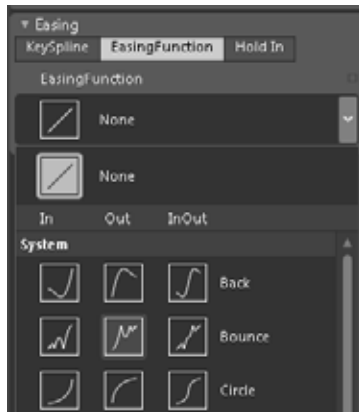 Easing
KeySpline EasingFunction Hold In
EasingFunction
None
None
In Out InOut
System
Back
Bounce
Circle